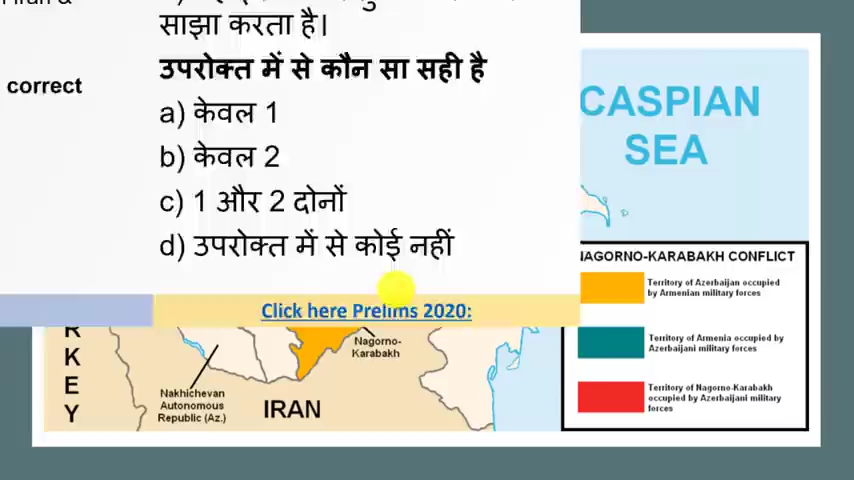 साझा करता है।
उपरोक्त में से कौन सा सही है
correct
a) केवल 1
b) केवल 2
c) 1 और 2 दोनों
d) उपरोक्त में से कोई नहीं
Click here Prelims 2020:
CASPIAN
SEA
NAGORNO-KARABAKH CONFLICT
Territory of Azerbaijan occupied
by Armenian military forces
Territory of Armenia occupied by
Azerbaijani military forces
Territory of Nagorno-Karabakh
occupied by Azerbaijani military
forces
R
K
E
Y
Nagorno-
Karabakh
Nakhichevan
Autonomous
Republic (Az.)
IRAN